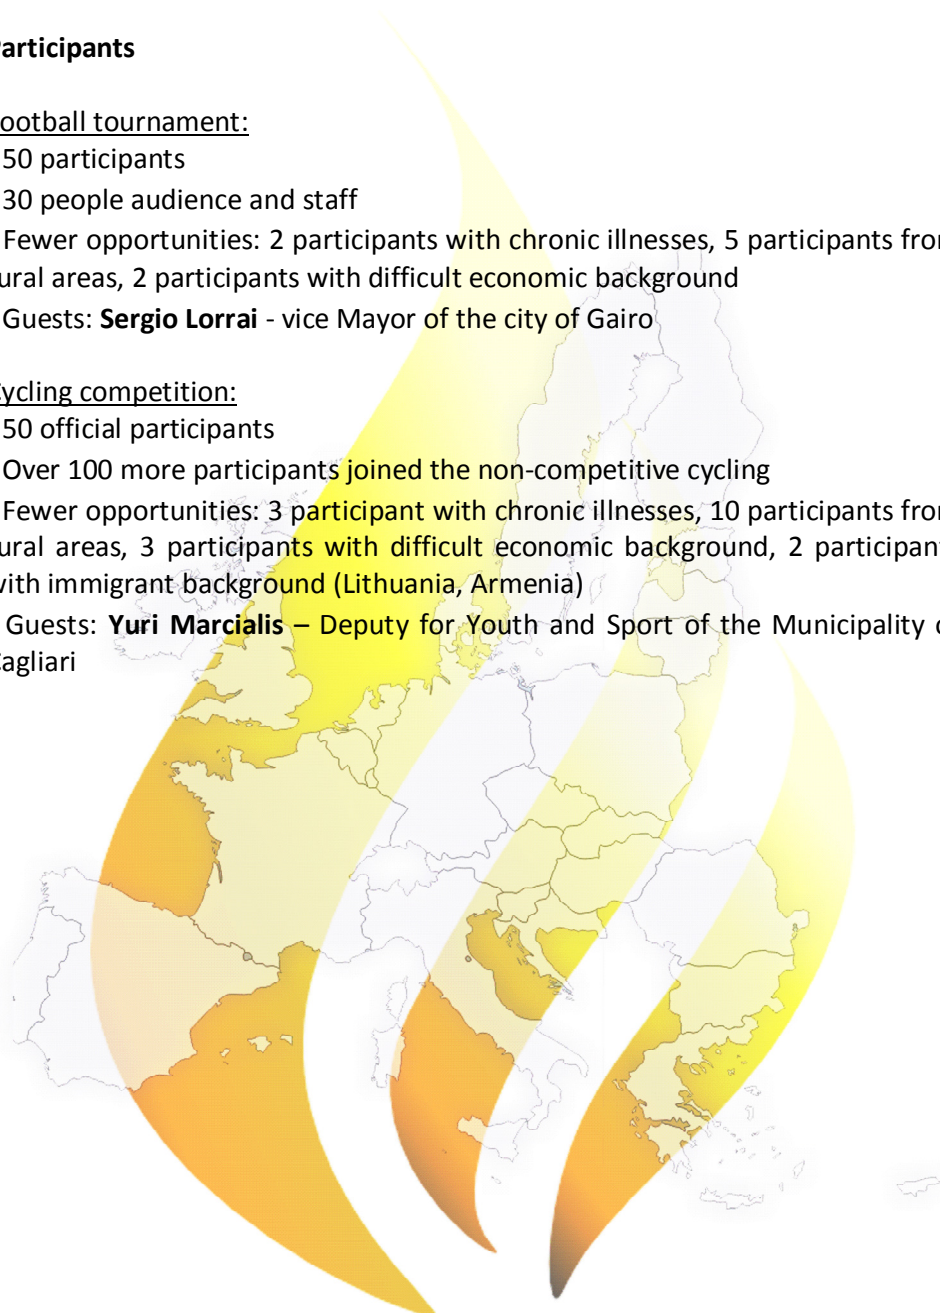 articipants
ootball tournament:
50 participants
30 people audience and staff
Fewer opportunities: 2 participants with chronic illnesses, 5 participants fro
ural areas, 2 participants with difficult economic background
Guests: Sergio Lorrai - vice Mayor of the city of Gairo
ycling competition:
50 official participants
Over 100 more participants joined the non-competitive cycling
Fewer opportunities: 3 participant with chronic illnesses, 10 participants fro
ural areas, 3 participants with difficult economic background, 2 participant
with immigrant background (Lithuania, Armenia)
Guests: Yuri Marcialis – Deputy for Youth and Sport of the Municipality o
Cagliari